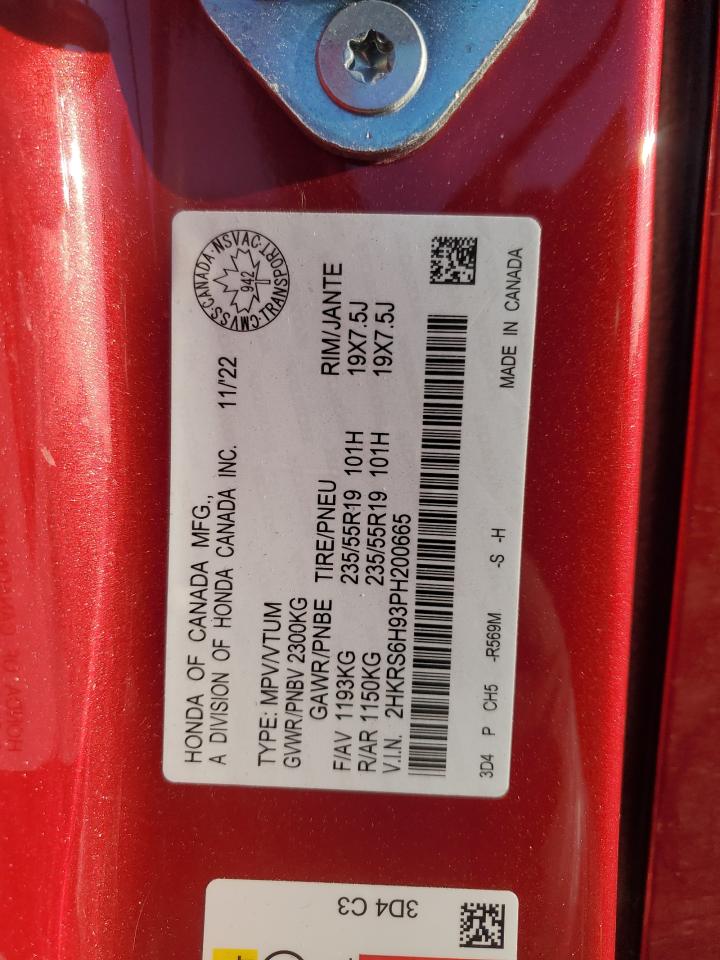 HONDA OF CANADA MFG.,
A DIVISION OF HONDA CANADA INC. 11/'22
CMVSS CANADA · NSVAC · TRANSPORT
942
TYPE: MPV/VTUM
GVWR/PNBV 2300KG
GAWR/PNBE TIRE/PNEU RIM/JANTE
F/AV 1193KG 235/55R19 101H 19X7.5J
R/AR 1150KG 235/55R19 101H 19X7.5J
V.I.N. 2HKRS6H93PH200665
3D4 P CH5 -R569M -S -H MADE IN CANADA
3D4 C3